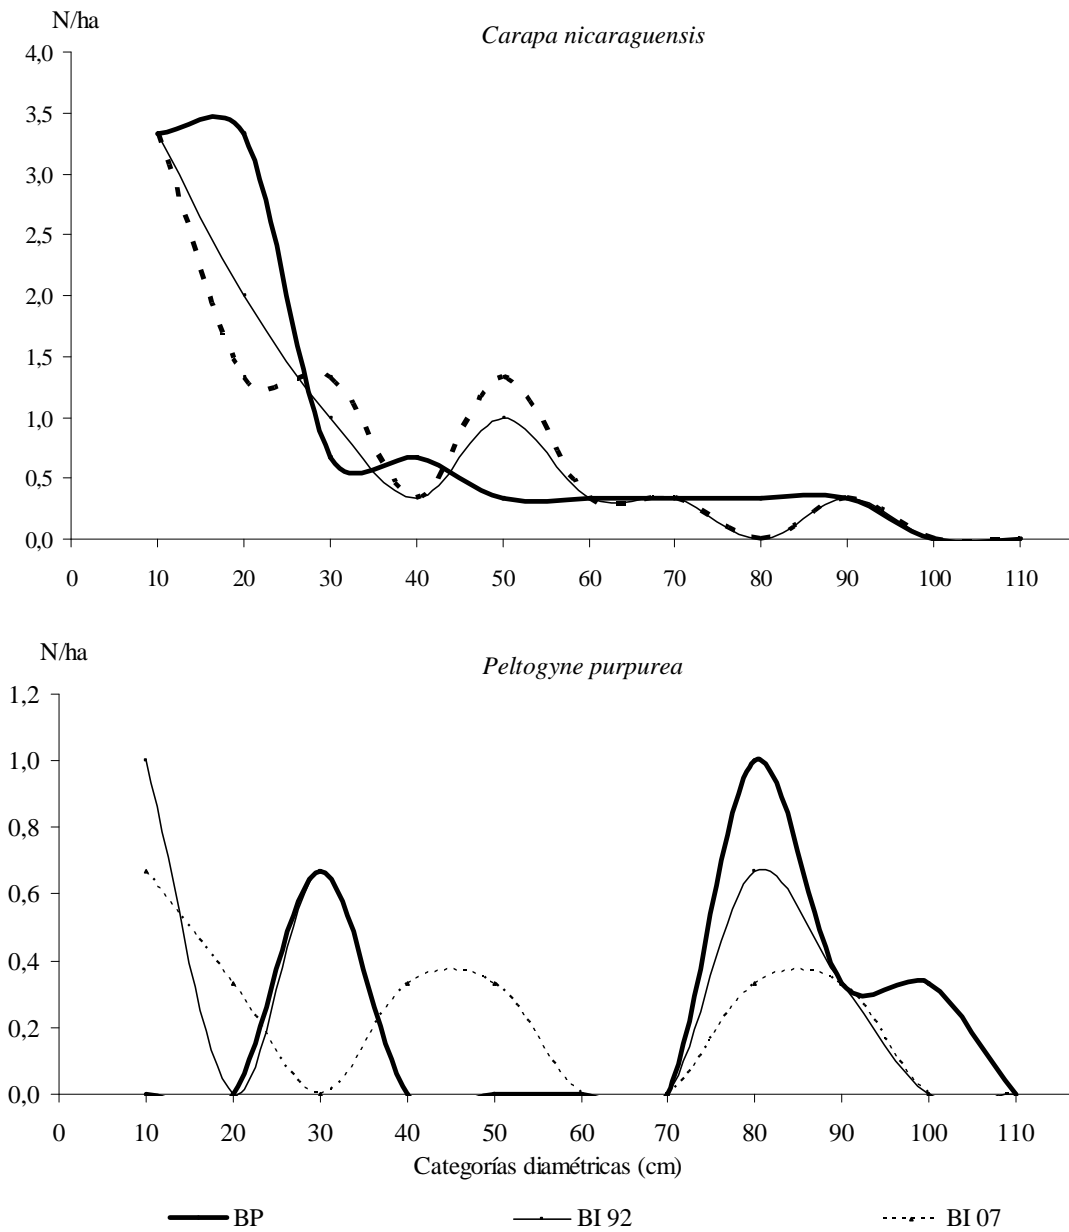 N/ha
Carapa nicaraguensis
4,0
3,5
3,0
2,5
2,0
1,5
1,0
0,5
0,0
0 10 20 30 40 50 60 70 80 90 100 110
N/ha
Peltogyne purpurea
1,2
1,0
0,8
0,6
0,4
0,2
0,0
0 10 20 30 40 50 60 70 80 90 100 110
Categorías diamétricas (cm)
BP BI 92 BI 07